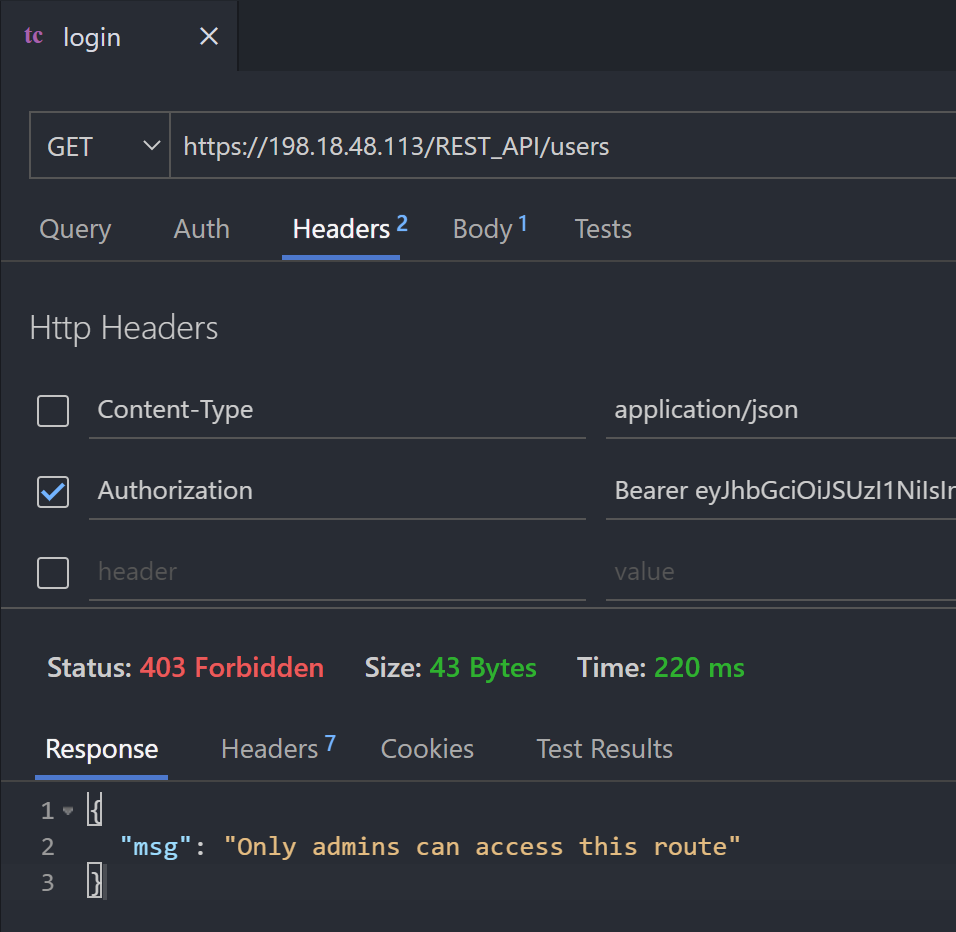 tc login ×
GET https://198.18.48.113/REST_API/users
Query Auth Headers 2 Body 1 Tests
Http Headers
Content-Type application/json
Authorization Bearer eyJhbGciOiJSUzI1NiIsIn
header value
Status: 403 Forbidden Size: 43 Bytes Time: 220 ms
Response Headers 7 Cookies Test Results
1 {
2 "msg": "Only admins can access this route"
3 }